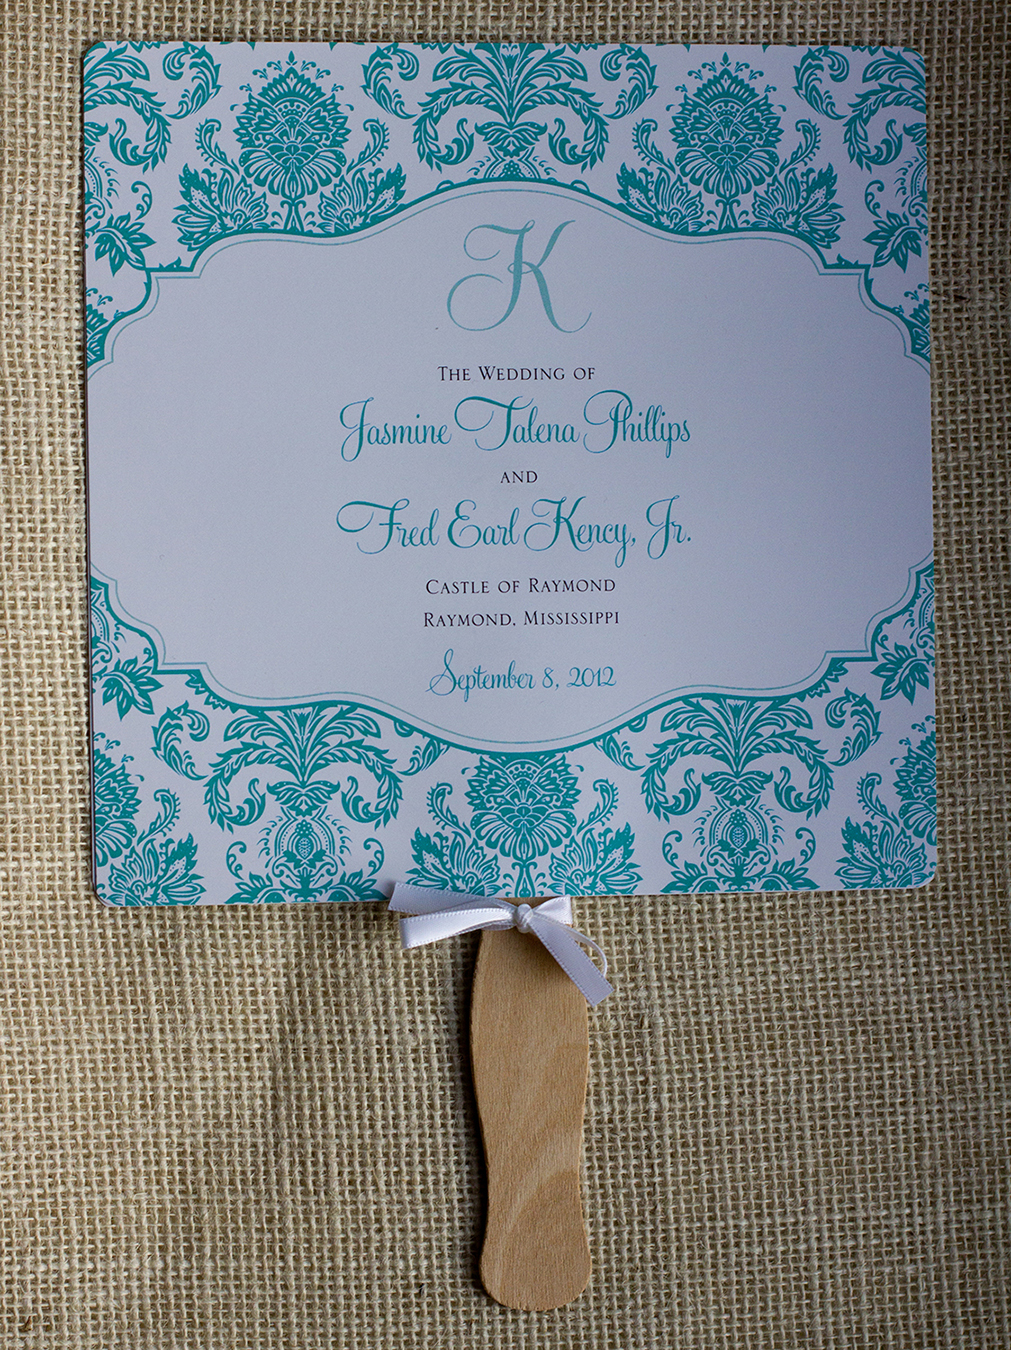 K
The Wedding of
Jasmine Talena Phillips
and
Fred Earl Kency, Jr.
Castle of Raymond
Raymond, Mississippi
September 8, 2012